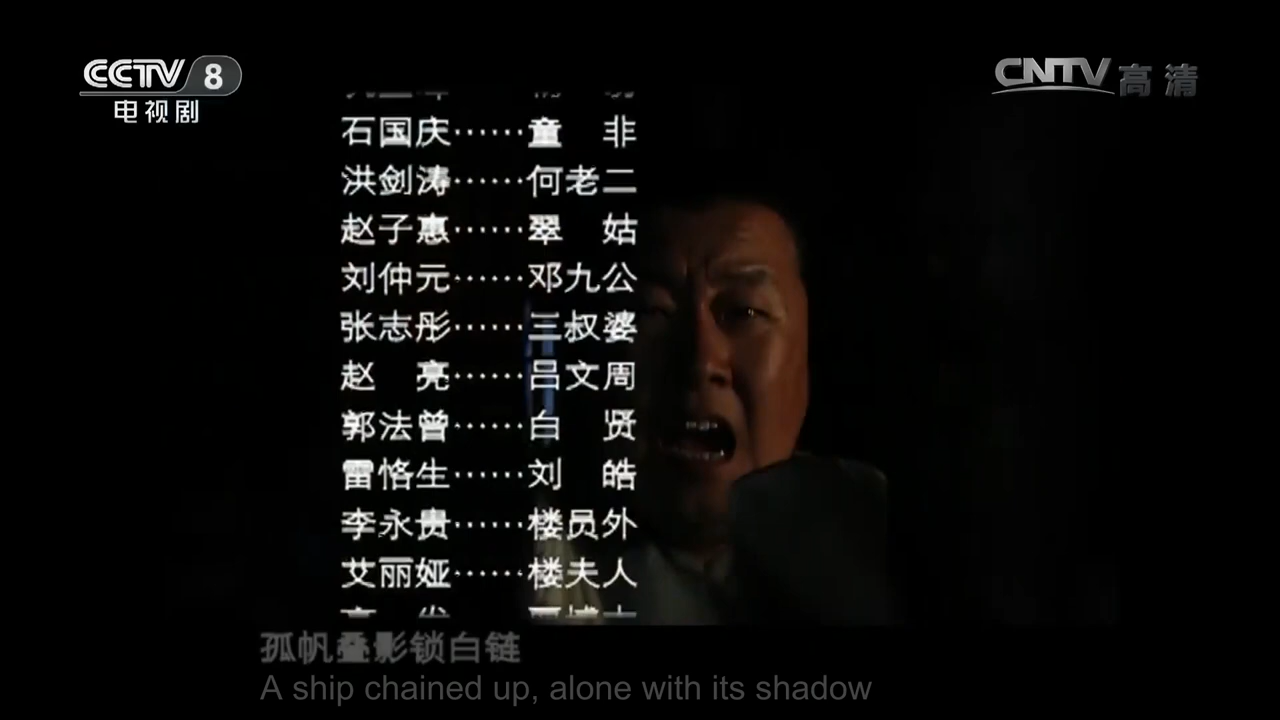 CCTV 8
电视剧
CNTV 高清
石国庆······童 非
洪剑涛······何老二
赵子惠······翠 姑
刘仲元······邓九公
张志彤······三叔婆
赵 亮······吕文周
郭法曾······白 贤
雷恪生······刘 皓
李永贵······楼员外
艾丽娅······楼夫人
孤帆叠影锁白链
A ship chained up, alone with its shadow